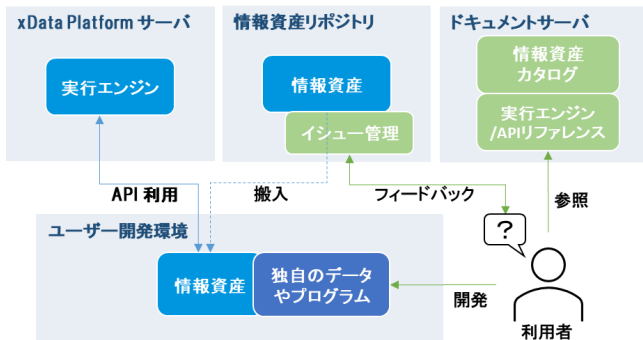 xData Platform サーバ
実行エンジン
情報資産リポジトリ
情報資産
イシュー管理
ドキュメントサーバ
情報資産
カタログ
実行エンジン
/APIリファレンス
API 利用
搬入
フィードバック
参照
ユーザー開発環境
情報資産
独自のデータ
やプログラム
開発
?
利用者